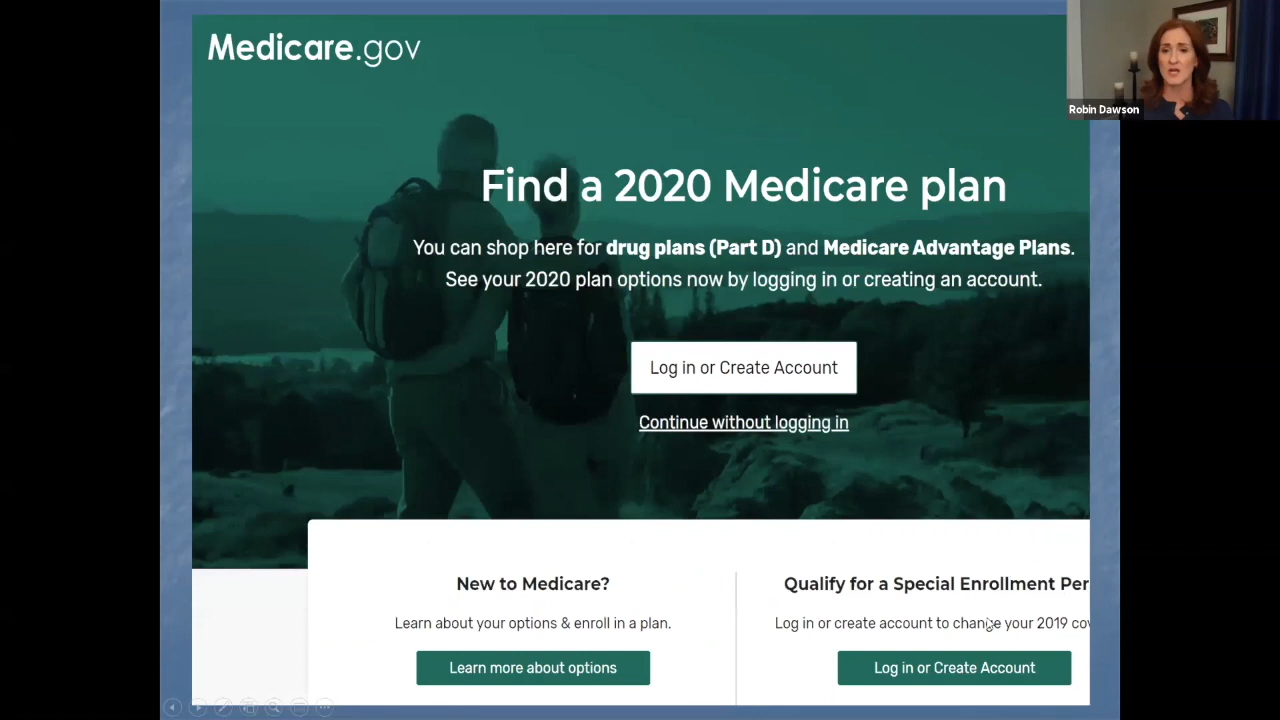 Medicare.gov
Robin Dawson
Find a 2020 Medicare plan
You can shop here for drug plans (Part D) and Medicare Advantage Plans.
See your 2020 plan options now by logging in or creating an account.
Log in or Create Account
Continue without logging in
New to Medicare?
Learn about your options & enroll in a plan.
Learn more about options
Qualify for a Special Enrollment Per
Log in or create account to change your 2019 cov
Log in or Create Account